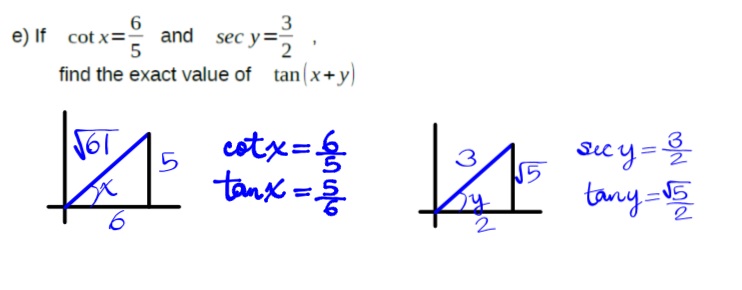 e) If cot x = 6/5 and sec y = 3/2 ,
find the exact value of tan(x+y)
√61 5 x 6
cot x = 6/5
tan x = 5/6
3 √5 y 2
sec y = 3/2
tan y = √5/2